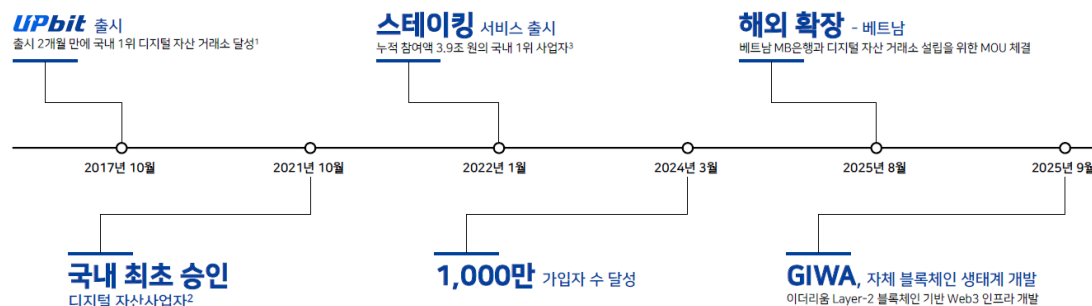 UPbit 출시
출시 2개월 만에 국내 1위 디지털 자산 거래소 달성¹
스테이킹 서비스 출시
누적 참여액 3.9조 원의 국내 1위 사업자³
해외 확장 - 베트남
베트남 MB은행과 디지털 자산 거래소 설립을 위한 MOU 체결
2017년 10월
2021년 10월
2022년 1월
2024년 3월
2025년 8월
2025년 9월
국내 최초 승인
디지털 자산사업자²
1,000만 가입자 수 달성
GIWA, 자체 블록체인 생태계 개발
이더리움 Layer-2 블록체인 기반 Web3 인프라 개발